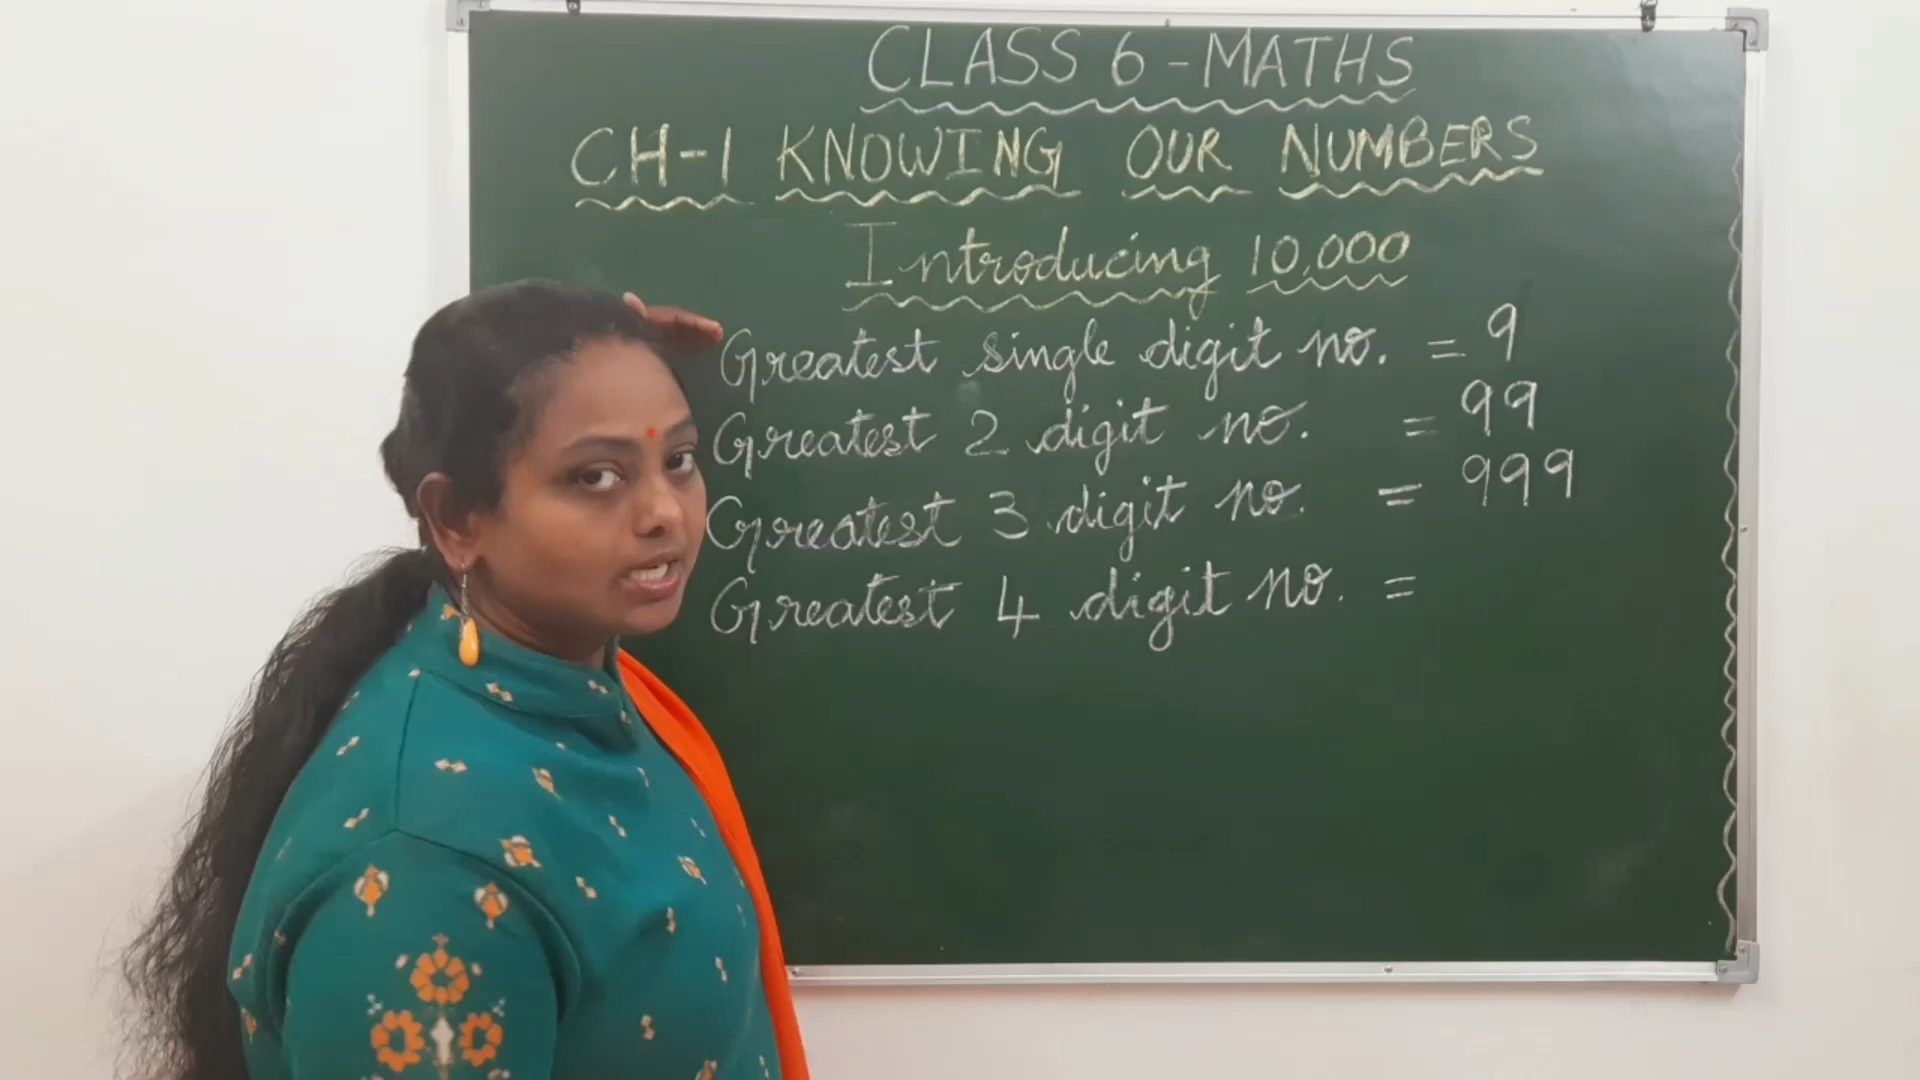 CLASS 6 - MATHS
CH-1 KNOWING OUR NUMBERS
Introducing 10,000
Greatest single digit no. = 9
Greatest 2 digit no. = 99
Greatest 3 digit no. = 999
Greatest 4 digit no. =